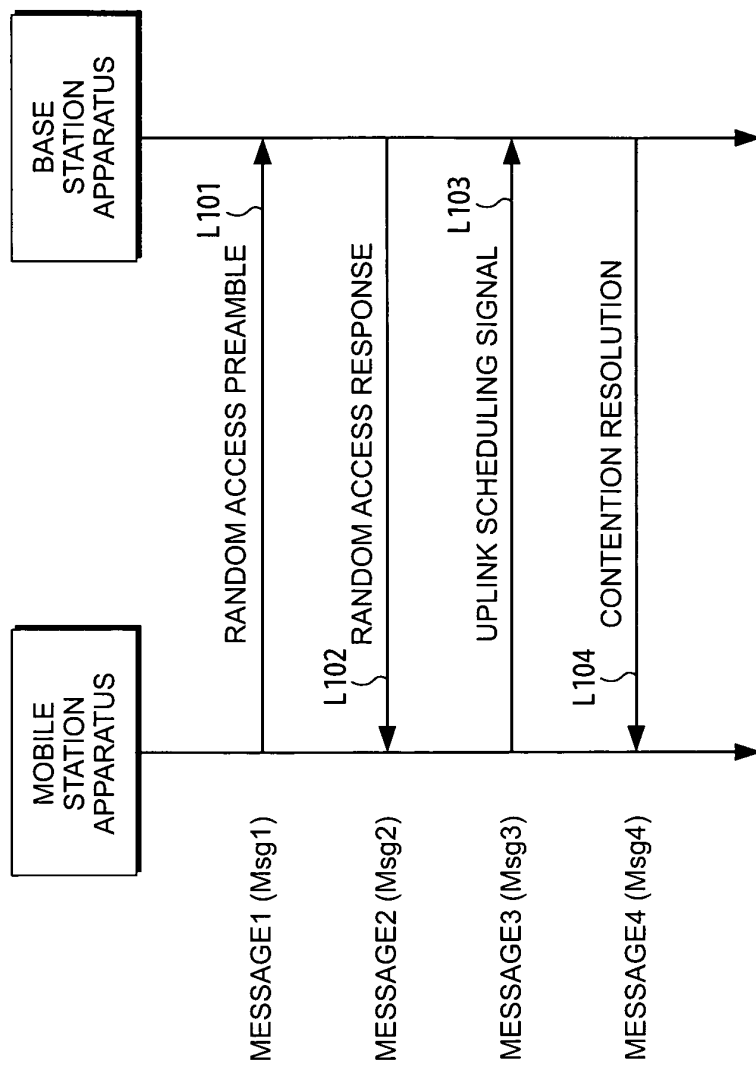 MOBILE
STATION
APPARATUS
BASE
STATION
APPARATUS
MESSAGE1 (Msg1)
RANDOM ACCESS PREAMBLE
L101
MESSAGE2 (Msg2)
L102
RANDOM ACCESS RESPONSE
MESSAGE3 (Msg3)
UPLINK SCHEDULING SIGNAL
L103
MESSAGE4 (Msg4)
L104
CONTENTION RESOLUTION